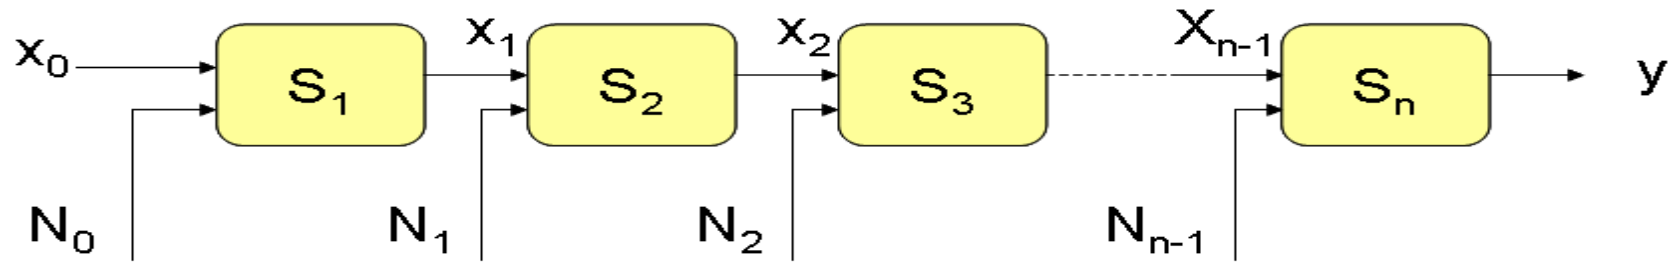 x₀ S₁ x₁ S₂ x₂ S₃ Xₙ₋₁ Sₙ y
N₀ N₁ N₂ Nₙ₋₁